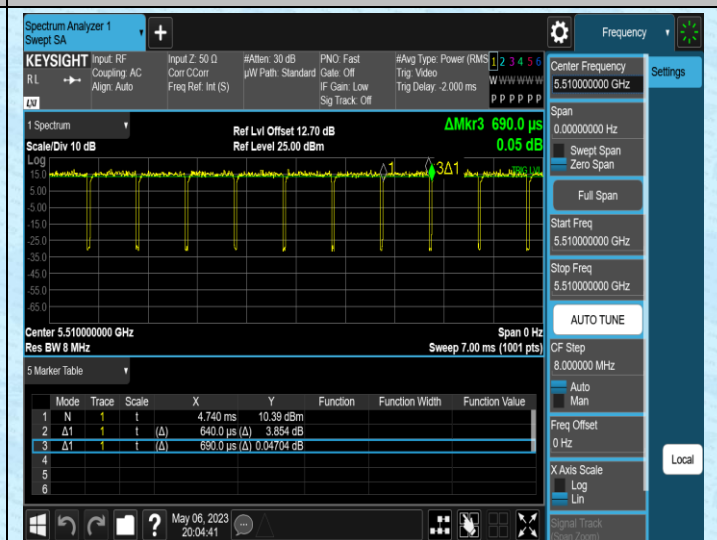 Spectrum Analyzer 1
Swept SA
+
Frequency
KEYSIGHT
RL
LXI
Input: RF
Coupling: AC
Align: Auto
Input Z: 50 Ω
Corr CCorr
Freq Ref: Int (S)
#Atten: 30 dB
µW Path: Standard
PNO: Fast
Gate: Off
IF Gain: Low
Sig Track: Off
#Avg Type: Power (RMS
Trig: Video
Trig Delay: -2.000 ms
1 2 3 4 5 6
W W W W W W
P P P P P P
1 Spectrum
Scale/Div 10 dB
Ref Lvl Offset 12.70 dB
Ref Level 25.00 dBm
ΔMkr3 690.0 µs
0.05 dB
Log
15.0
5.00
-5.00
-15.0
-25.0
-35.0
-45.0
-55.0
-65.0
1
3Δ1
TRIG LVL
Center 5.510000000 GHz
Res BW 8 MHz
Span 0 Hz
Sweep 7.00 ms (1001 pts)
5 Marker Table
Mode Trace Scale X Y Function Function Width Function Value
1 N 1 t 4.740 ms 10.39 dBm
2 Δ1 1 t (Δ) 640.0 µs (Δ) 3.854 dB
3 Δ1 1 t (Δ) 690.0 µs (Δ) 0.04704 dB
4
5
6
?
May 06, 2023
20:04:41
Center Frequency
5.510000000 GHz
Span
0.00000000 Hz
Swept Span
Zero Span
Full Span
Start Freq
5.510000000 GHz
Stop Freq
5.510000000 GHz
AUTO TUNE
CF Step
8.000000 MHz
Auto
Man
Freq Offset
0 Hz
X Axis Scale
Log
Lin
Signal Track
(Span Zoom)
Settings
Local